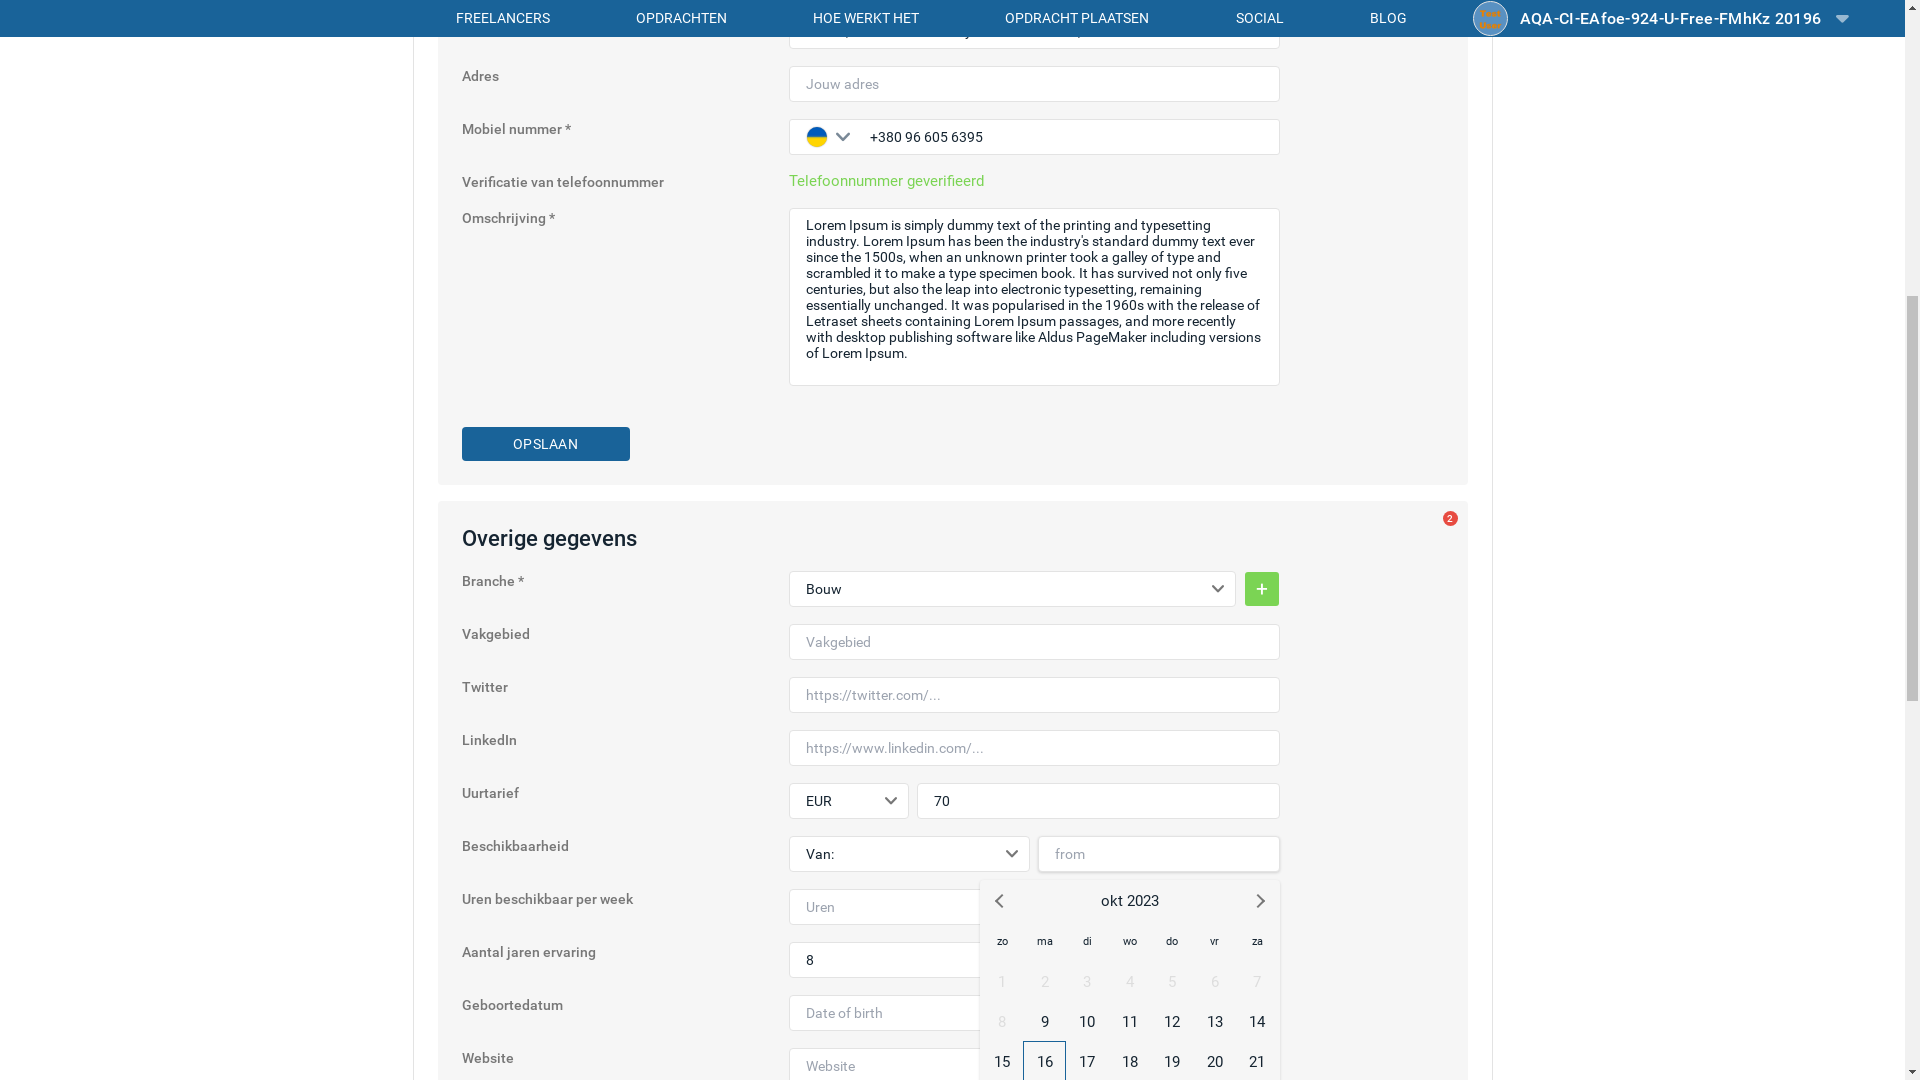 FREELANCERS OPDRACHTEN HOE WERKT HET OPDRACHT PLAATSEN SOCIAL BLOG AQA-CI-EAfoe-924-U-Free-FMhKz 20196
Adres
Jouw adres
Mobiel nummer *
+380 96 605 6395
Verificatie van telefoonnummer
Telefoonnummer geverifieerd
Omschrijving *
Lorem Ipsum is simply dummy text of the printing and typesetting
industry. Lorem Ipsum has been the industry's standard dummy text ever
since the 1500s, when an unknown printer took a galley of type and
scrambled it to make a type specimen book. It has survived not only five
centuries, but also the leap into electronic typesetting, remaining
essentially unchanged. It was popularised in the 1960s with the release of
Letraset sheets containing Lorem Ipsum passages, and more recently
with desktop publishing software like Aldus PageMaker including versions
of Lorem Ipsum.
OPSLAAN
2
Overige gegevens
Branche *
Bouw
+
Vakgebied
Vakgebied
Twitter
https://twitter.com/...
LinkedIn
https://www.linkedin.com/...
Uurtarief
EUR
70
Beschikbaarheid
Van:
from
Uren beschikbaar per week
Uren
okt 2023
zo ma di wo do vr za
1 2 3 4 5 6 7
8 9 10 11 12 13 14
15 16 17 18 19 20 21
Aantal jaren ervaring
8
Geboortedatum
Date of birth
Website
Website